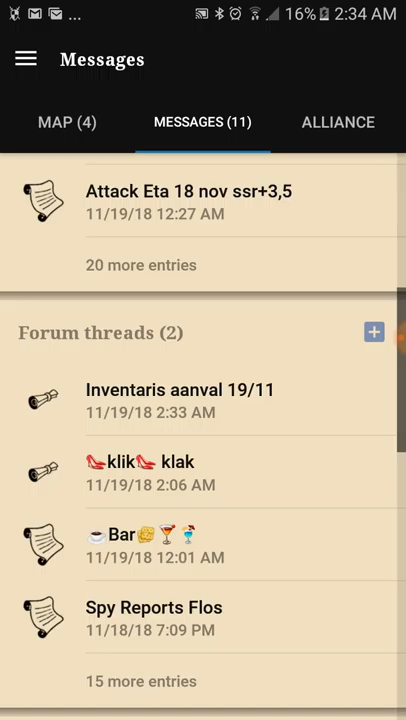 ... 16% 2:34 AM
Messages
MAP (4) MESSAGES (11) ALLIANCE
Attack Eta 18 nov ssr+3,5
11/19/18 12:27 AM
20 more entries
Forum threads (2)
Inventaris aanval 19/11
11/19/18 2:33 AM
👠klik👠 klak
11/19/18 2:06 AM
☕Bar🥠🍸🍹
11/19/18 12:01 AM
Spy Reports Flos
11/18/18 7:09 PM
15 more entries